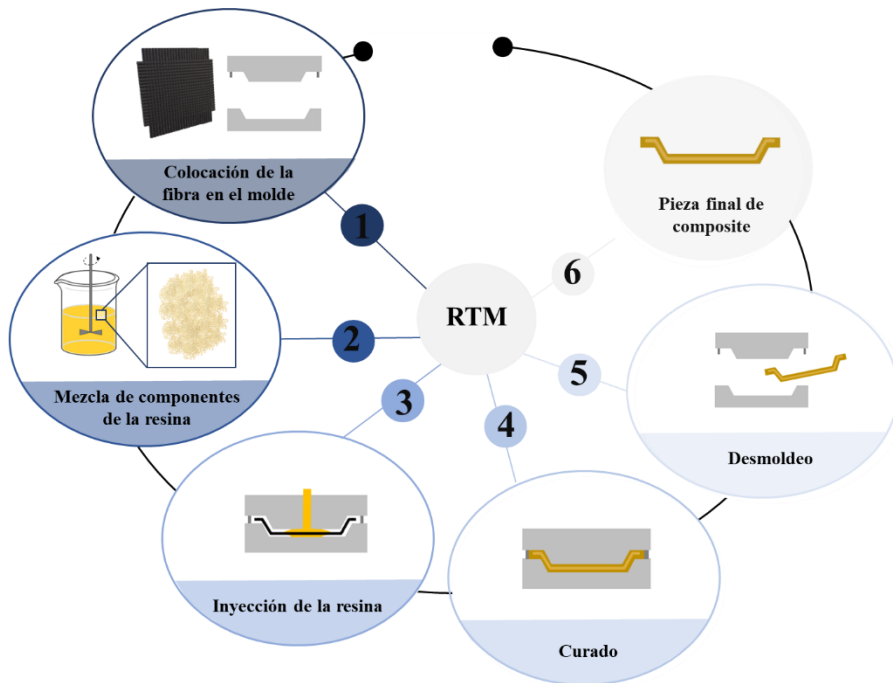 RTM
1
Colocación de la
fibra en el molde
2
Mezcla de componentes
de la resina
3
Inyección de la resina
4
Curado
5
Desmoldeo
6
Pieza final de
composite